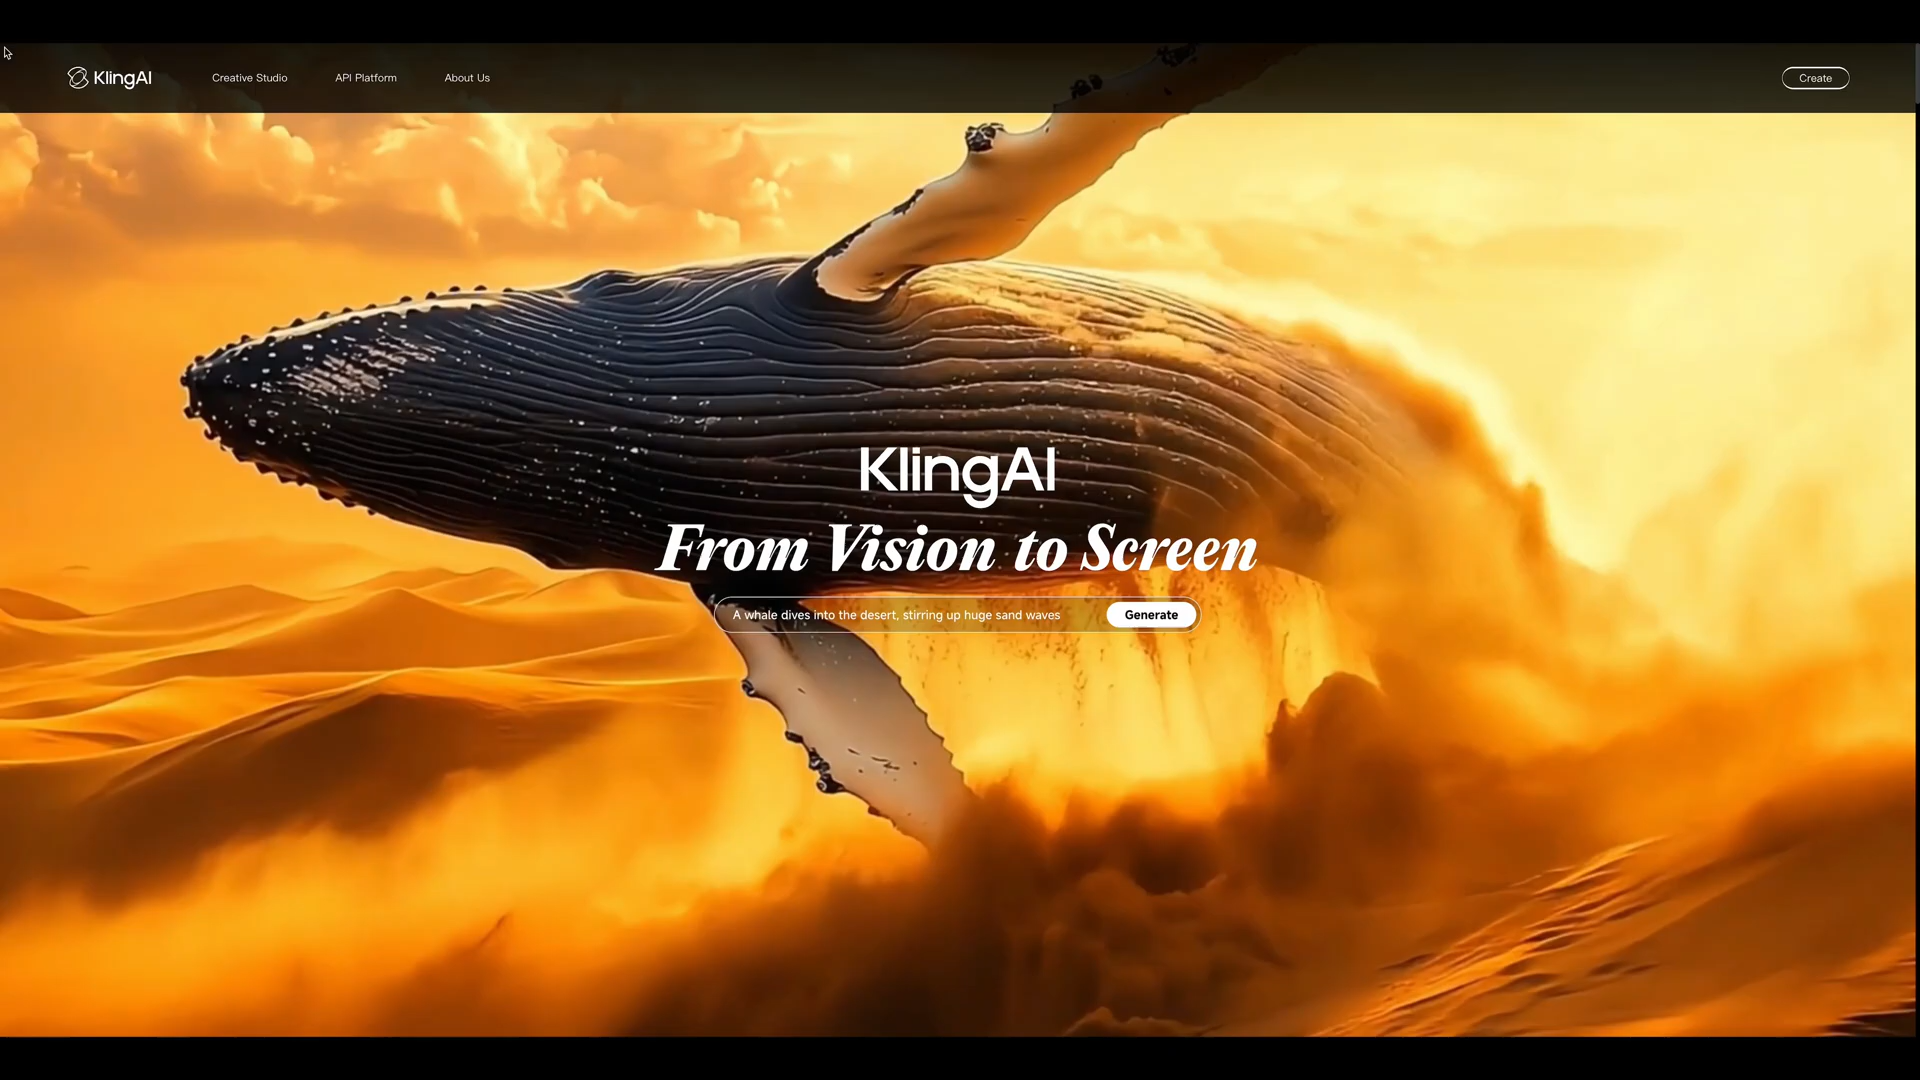 KlingAI
Creative Studio
API Platform
About Us
Create
KlingAI
From Vision to Screen
A whale dives into the desert, stirring up huge sand waves
Generate